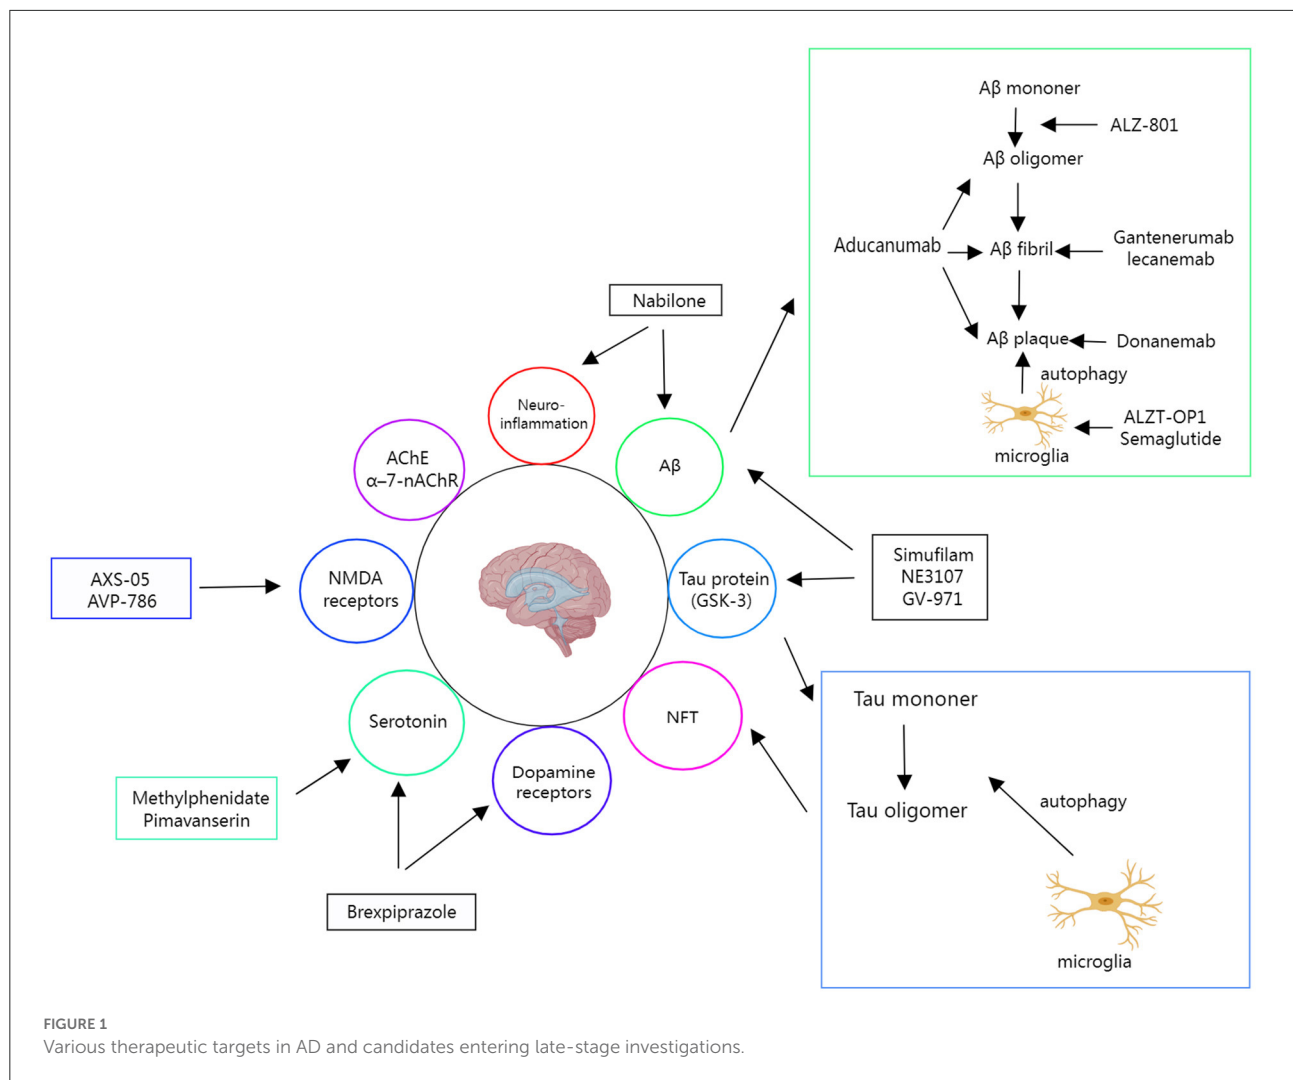 Aβ mononer
ALZ-801
Aβ oligomer
Aducanumab
Aβ fibril
Gantenerumab
lecanemab
Aβ plaque
Donanemab
autophagy
ALZT-OP1
Semaglutide
microglia
Nabilone
Neuro-
inflammation
AChE
α–7-nAChR
Aβ
AXS-05
AVP-786
NMDA
receptors
Tau protein
(GSK-3)
Simufilam
NE3107
GV-971
Serotonin
NFT
Dopamine
receptors
Methylphenidate
Pimavanserin
Brexpiprazole
Tau mononer
Tau oligomer
autophagy
microglia
FIGURE 1
Various therapeutic targets in AD and candidates entering late-stage investigations.